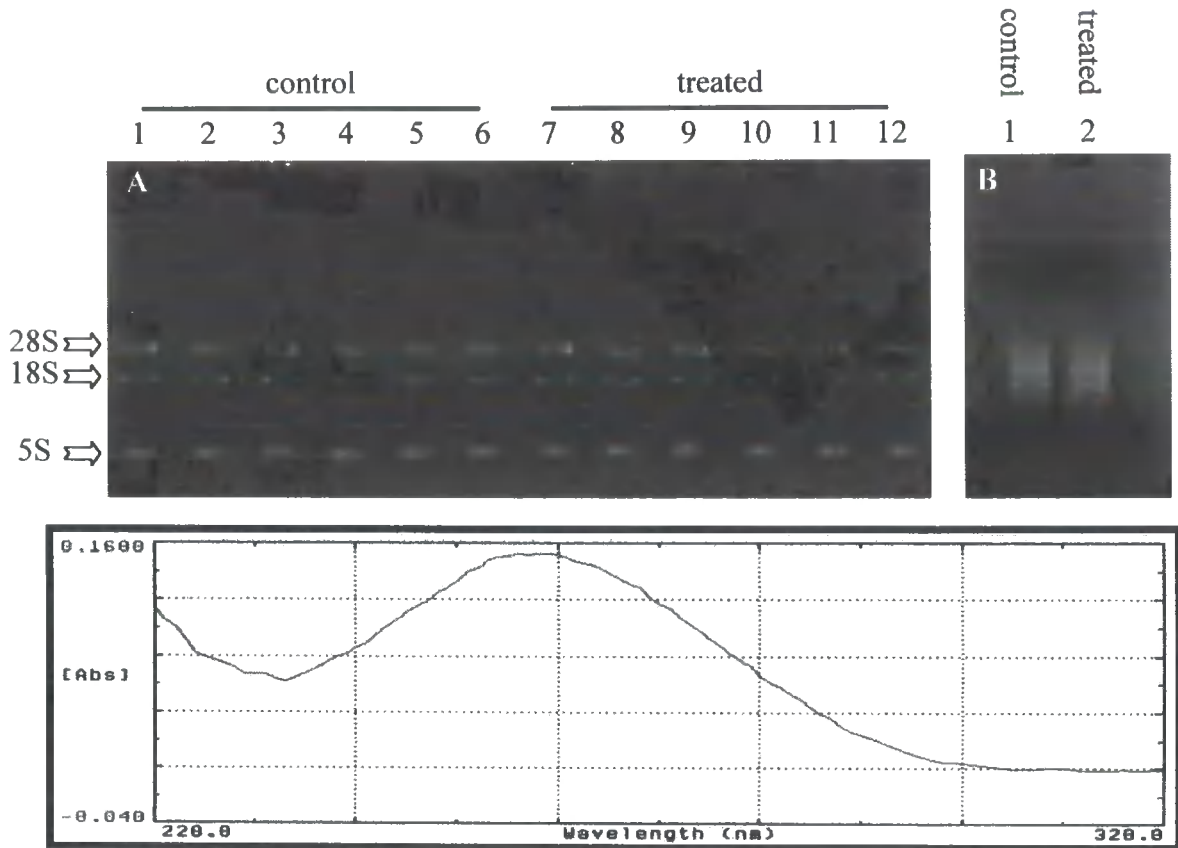 control treated
1 2 3 4 5 6 7 8 9 10 11 12
A
28S
18S
5S
control treated
1 2
B
0.1600
[Abs]
-0.040
220.0 Wavelength (nm) 320.0